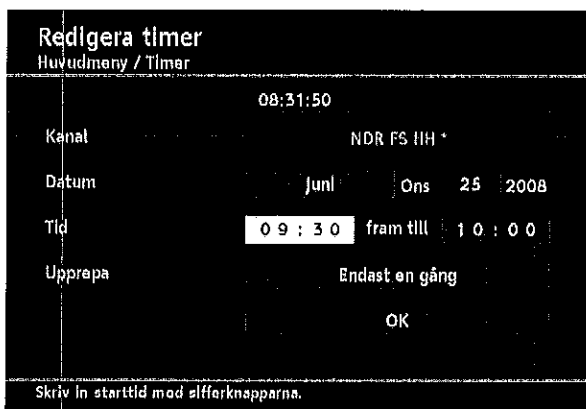 Redigera timer
Huvudmeny / Timer
08:31:50
Kanal NDR FS HH *
Datum Juni Ons 25 2008
Tid 09:30 fram till 10:00
Upprepa Endast en gång
OK
Skriv in starttid med sifferknapparna.